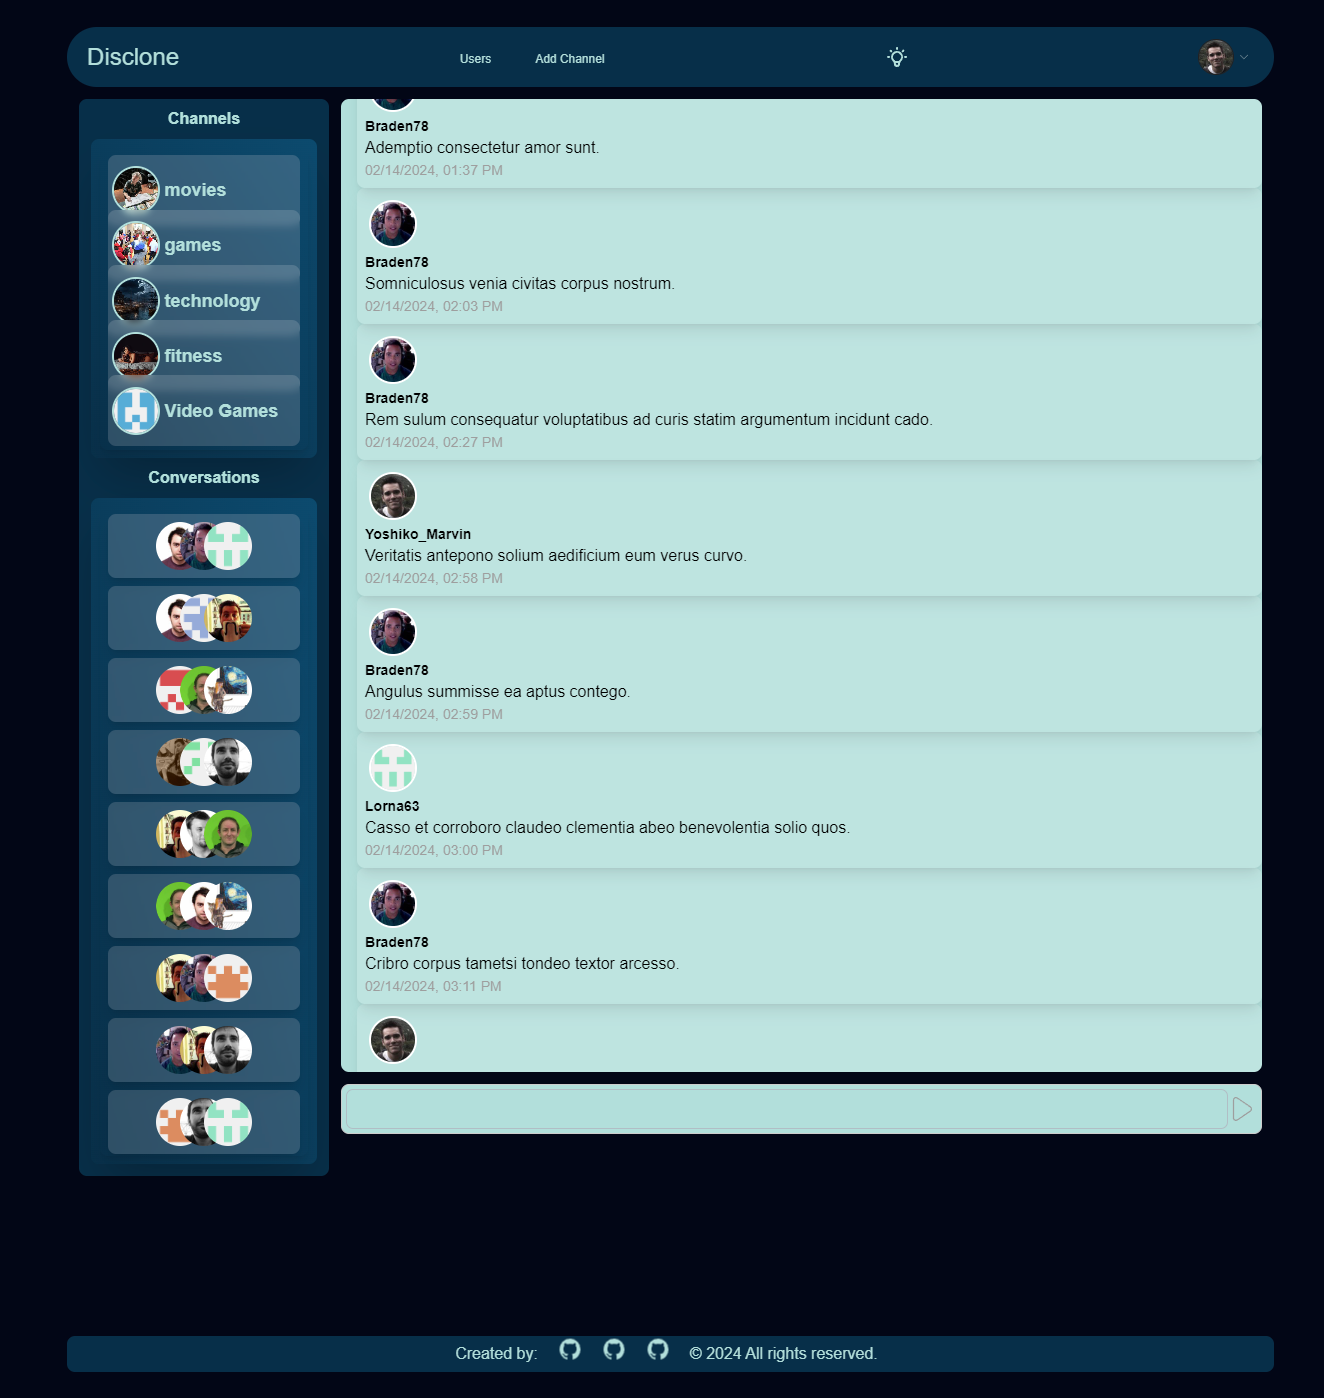 Disclone
Users
Add Channel
Channels
movies
games
technology
fitness
Video Games
Conversations
Braden78
Ademptio consectetur amor sunt.
02/14/2024, 01:37 PM
Braden78
Somniculosus venia civitas corpus nostrum.
02/14/2024, 02:03 PM
Braden78
Rem sulum consequatur voluptatibus ad curis statim argumentum incidunt cado.
02/14/2024, 02:27 PM
Yoshiko_Marvin
Veritatis antepono solium aedificium eum verus curvo.
02/14/2024, 02:58 PM
Braden78
Angulus summisse ea aptus contego.
02/14/2024, 02:59 PM
Lorna63
Casso et corroboro claudeo clementia abeo benevolentia solio quos.
02/14/2024, 03:00 PM
Braden78
Cribro corpus tametsi tondeo textor arcesso.
02/14/2024, 03:11 PM
Created by: © 2024 All rights reserved.